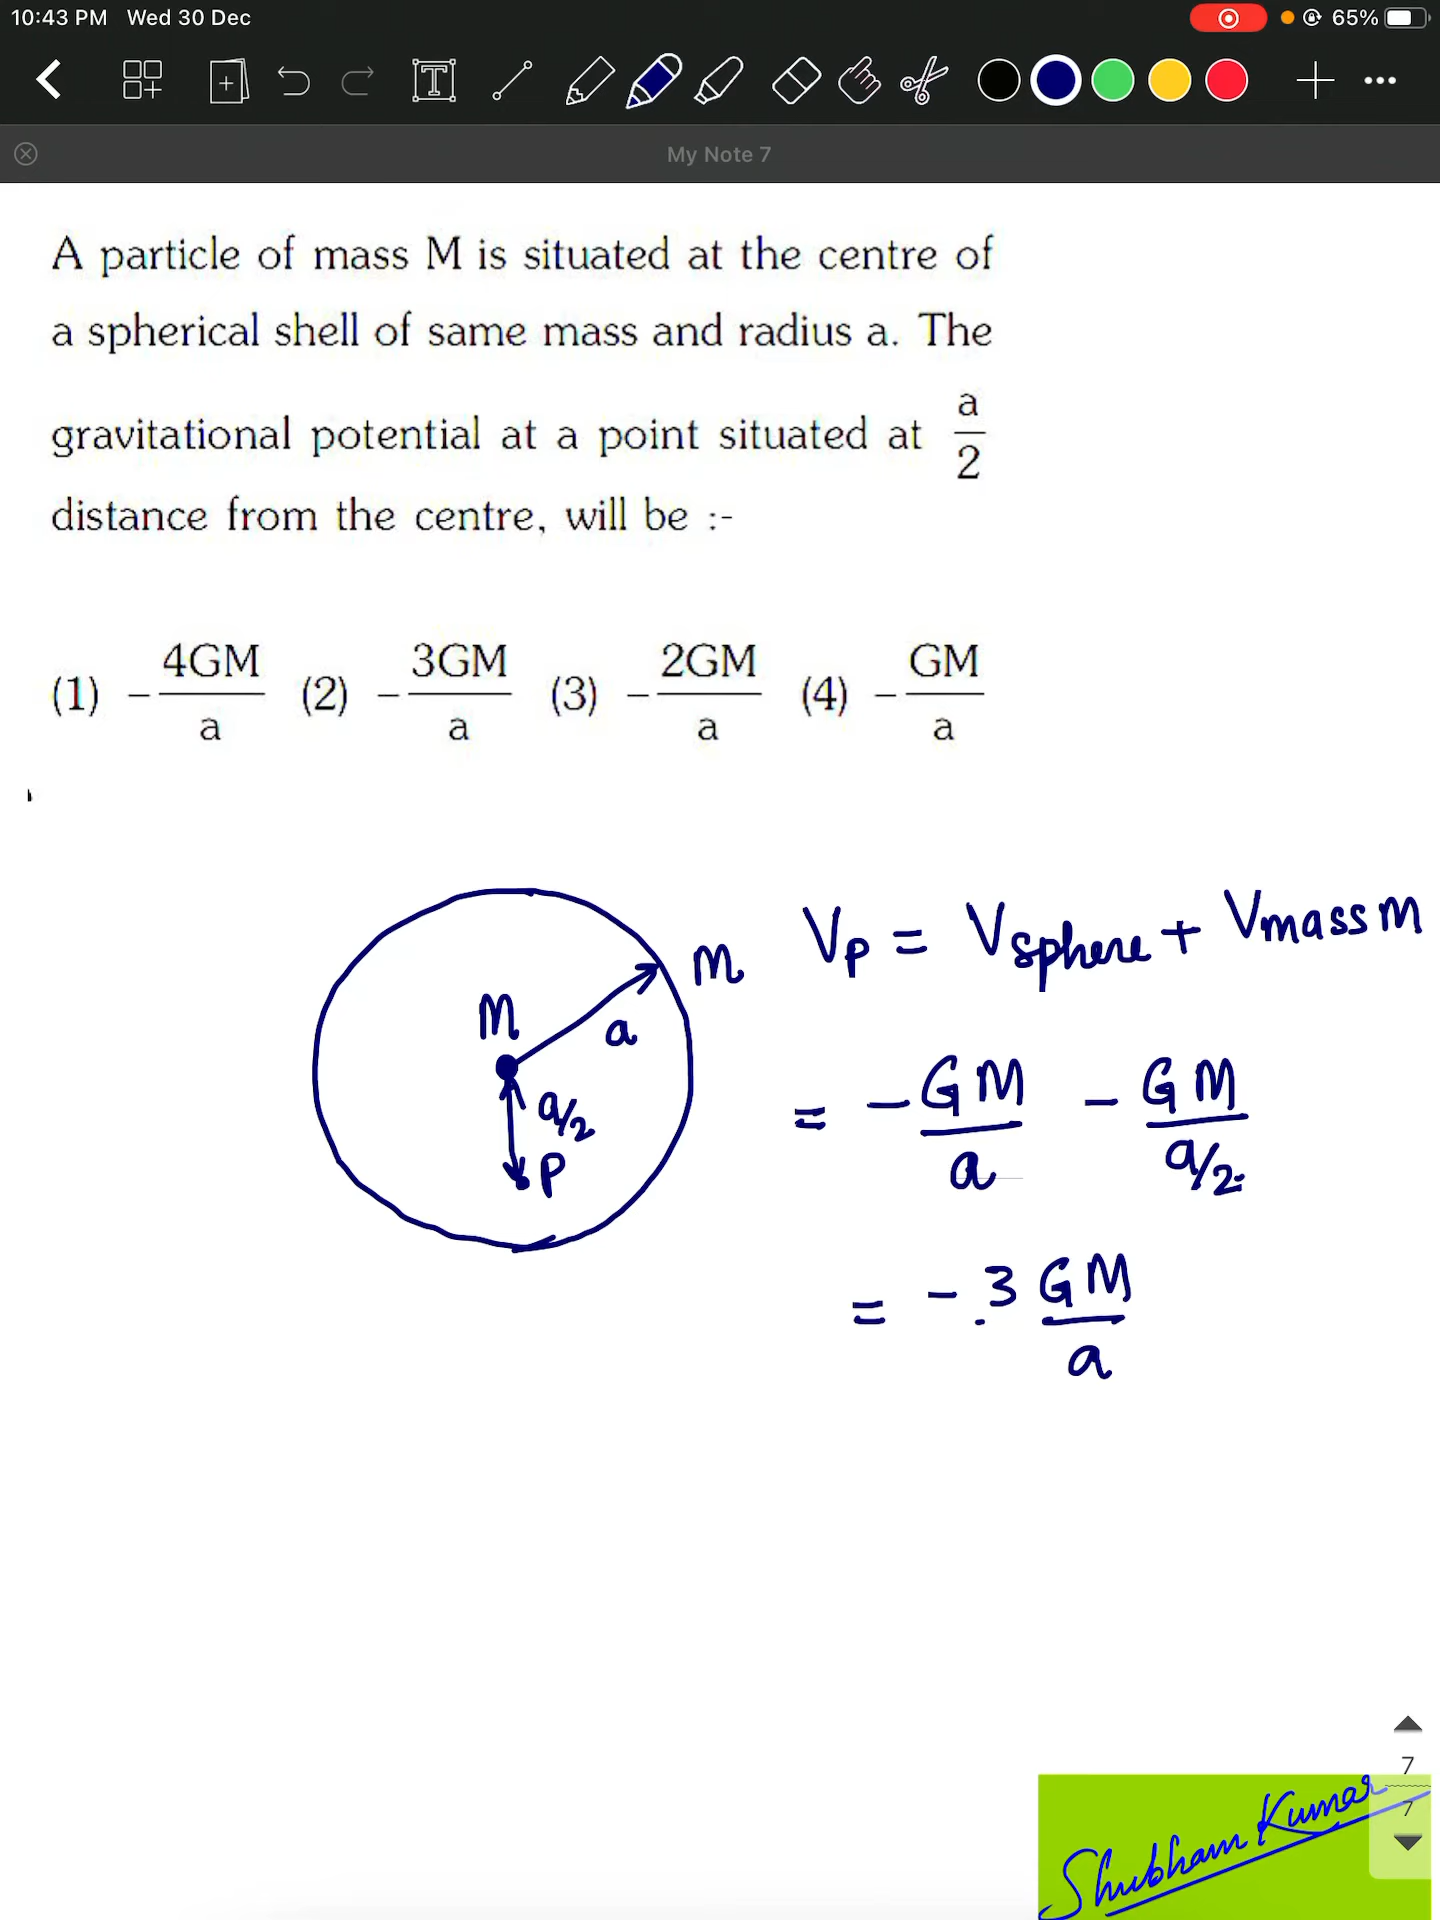 10:43 PM Wed 30 Dec 65%
T
My Note 7
A particle of mass M is situated at the centre of
a spherical shell of same mass and radius a. The
gravitational potential at a point situated at a/2
distance from the centre, will be :-
(1) -4GM/a (2) -3GM/a (3) -2GM/a (4) -GM/a
M
M
a
a/2
P
Vp = Vsphere + Vmass M
= -GM/a - GM/a/2
= -3GM/a
7
7
Shubham Kumar